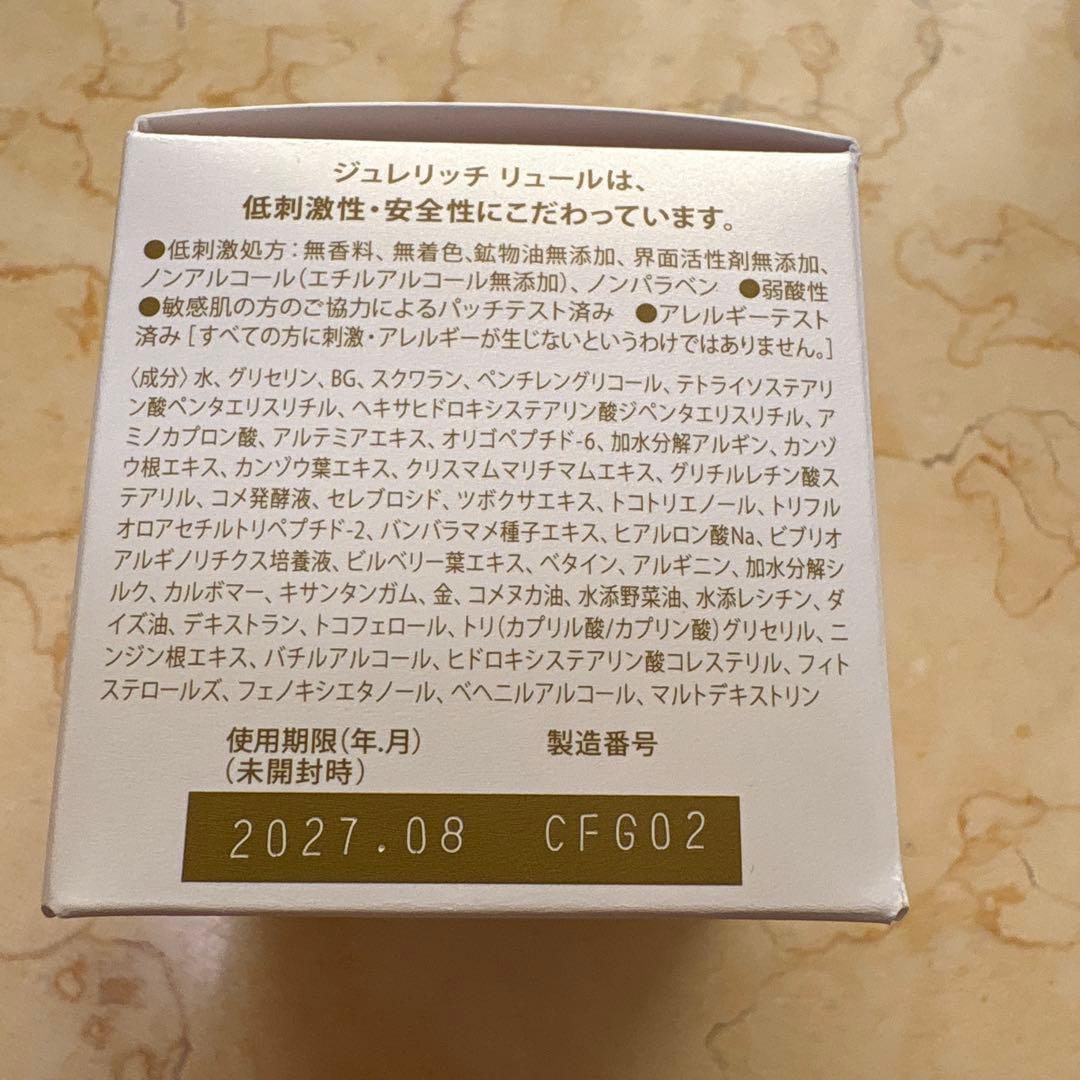 ジュレリッチ リュールは、
低刺激性・安全性にこだわっています。
●低刺激処方：無香料、無着色、鉱物油無添加、界面活性剤無添加、
ノンアルコール（エチルアルコール無添加）、ノンパラベン ●弱酸性
●敏感肌の方のご協力によるパッチテスト済み ●アレルギーテスト
済み［すべての方に刺激・アレルギーが生じないというわけではありません。］
〈成分〉水、グリセリン、BG、スクワラン、ペンチレングリコール、テトライソステアリ
ン酸ペンタエリスリチル、ヘキサヒドロキシステアリン酸ジペンタエリスリチル、ア
ミノカプロン酸、アルテミアエキス、オリゴペプチド-6、加水分解アルギン、カンゾ
ウ根エキス、カンゾウ葉エキス、クリスマムマリチマムエキス、グリチルレチン酸ス
テアリル、コメ発酵液、セレブロシド、ツボクサエキス、トコトリエノール、トリフル
オロアセチルトリペプチド-2、バンバラマメ種子エキス、ヒアルロン酸Na、ビブリオ
アルギノリチクス培養液、ビルベリー葉エキス、ベタイン、アルギニン、加水分解シ
ルク、カルボマー、キサンタンガム、金、コメヌカ油、水添野菜油、水添レシチン、ダ
イズ油、デキストラン、トコフェロール、トリ（カプリル酸/カプリン酸）グリセリル、ニ
ンジン根エキス、バチルアルコール、ヒドロキシステアリン酸コレステリル、フィト
ステロールズ、フェノキシエタノール、ベヘニルアルコール、マルトデキストリン
使用期限（年.月） 製造番号
（未開封時）
2027.08 CFG02